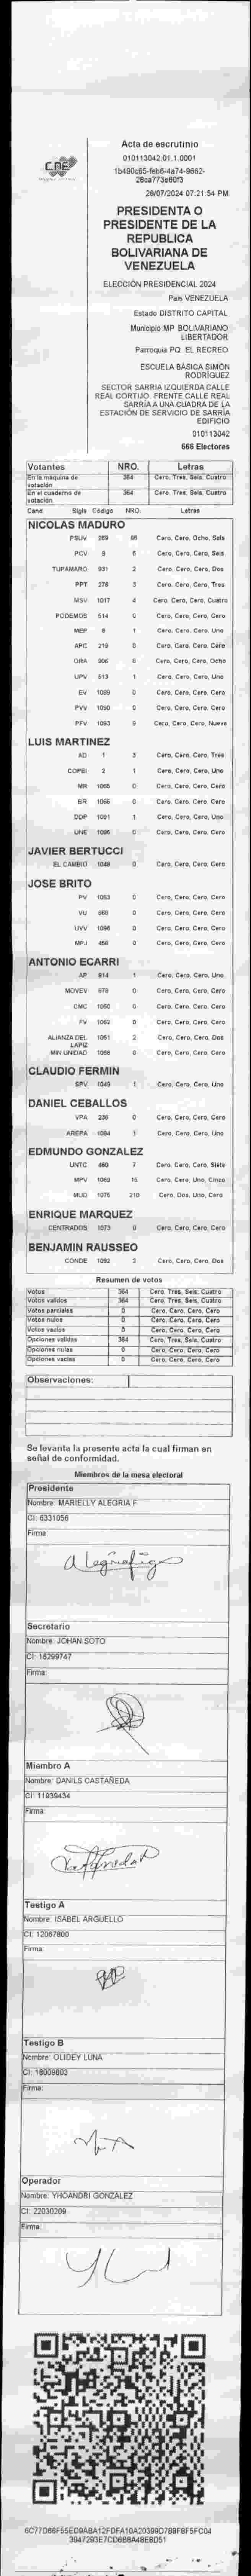 CNE
Acta de escrutinio
010113042.01.1.0001
1b490c65-feb6-4a74-8662-
28ca773e60f3
28/07/2024 07:21:54 PM
PRESIDENTA O
PRESIDENTE DE LA
REPUBLICA
BOLIVARIANA DE
VENEZUELA
ELECCIÓN PRESIDENCIAL 2024
Pais VENEZUELA
Estado DISTRITO CAPITAL
Municipio MP. BOLIVARIANO
LIBERTADOR
Parroquia PQ. EL RECREO
ESCUELA BÁSICA SIMÓN
RODRÍGUEZ
SECTOR SARRIA IZQUIERDA CALLE
REAL CORTIJO. FRENTE CALLE REAL
SARRÍA A UNA CUADRA DE LA
ESTACIÓN DE SERVICIO DE SARRÍA
EDIFICIO
010113042
666 Electores
Votantes NRO. Letras
En la máquina de votación 364 Cero, Tres, Seis, Cuatro
En el cuaderno de votación 364 Cero, Tres, Seis, Cuatro
Cand Sigla Código NRO. Letras
NICOLAS MADURO
PSUV 269 86 Cero, Cero, Ocho, Seis
PCV 9 6 Cero, Cero, Cero, Seis
TUPAMARO 931 2 Cero, Cero, Cero, Dos
PPT 276 3 Cero, Cero, Cero, Tres
MSV 1017 4 Cero, Cero, Cero, Cuatro
PODEMOS 514 0 Cero, Cero, Cero, Cero
MEP 6 1 Cero, Cero, Cero, Uno
APC 219 0 Cero, Cero, Cero, Cero
ORA 906 8 Cero, Cero, Cero, Ocho
UPV 513 1 Cero, Cero, Cero, Uno
EV 1089 0 Cero, Cero, Cero, Cero
PVV 1090 0 Cero, Cero, Cero, Cero
PFV 1093 9 Cero, Cero, Cero, Nueve
LUIS MARTINEZ
AD 1 3 Cero, Cero, Cero, Tres
COPEI 2 1 Cero, Cero, Cero, Uno
MR 1065 0 Cero, Cero, Cero, Cero
BR 1066 0 Cero, Cero, Cero, Cero
DDP 1091 1 Cero, Cero, Cero, Uno
UNE 1095 0 Cero, Cero, Cero, Cero
JAVIER BERTUCCI
EL CAMBIO 1048 0 Cero, Cero, Cero, Cero
JOSE BRITO
PV 1053 0 Cero, Cero, Cero, Cero
VU 668 0 Cero, Cero, Cero, Cero
UVV 1096 0 Cero, Cero, Cero, Cero
MPJ 458 0 Cero, Cero, Cero, Cero
ANTONIO ECARRI
AP 914 1 Cero, Cero, Cero, Uno
MOVEV 679 0 Cero, Cero, Cero, Cero
CMC 1050 0 Cero, Cero, Cero, Cero
FV 1062 0 Cero, Cero, Cero, Cero
ALIANZA DEL LAPIZ 1051 2 Cero, Cero, Cero, Dos
MIN UNIDAD 1068 0 Cero, Cero, Cero, Cero
CLAUDIO FERMIN
SPV 1049 1 Cero, Cero, Cero, Uno
DANIEL CEBALLOS
VPA 236 0 Cero, Cero, Cero, Cero
AREPA 1094 1 Cero, Cero, Cero, Uno
EDMUNDO GONZALEZ
UNTC 460 7 Cero, Cero, Cero, Siete
MPV 1069 15 Cero, Cero, Uno, Cinco
MUD 1075 210 Cero, Dos, Uno, Cero
ENRIQUE MARQUEZ
CENTRADOS 1073 0 Cero, Cero, Cero, Cero
BENJAMIN RAUSSEO
CONDE 1092 2 Cero, Cero, Cero, Dos
Resumen de votos
Votos 364 Cero, Tres, Seis, Cuatro
Votos validos 364 Cero, Tres, Seis, Cuatro
Votos parciales 0 Cero, Cero, Cero, Cero
Votos nulos 0 Cero, Cero, Cero, Cero
Votos vacios 0 Cero, Cero, Cero, Cero
Opciones validas 364 Cero, Tres, Seis, Cuatro
Opciones nulas 0 Cero, Cero, Cero, Cero
Opciones vacias 0 Cero, Cero, Cero, Cero
Observaciones:
Se levanta la presente acta la cual firman en
señal de conformidad.
Miembros de la mesa electoral
Presidente
Nombre: MARIELLY ALEGRIA F
CI: 6331056
Firma:
Secretario
Nombre: JOHAN SOTO
CI: 18299747
Firma:
Miembro A
Nombre: DANILS CASTAÑEDA
CI: 11939434
Firma:
Testigo A
Nombre: ISABEL ARGUELLO
CI: 12067800
Firma:
Testigo B
Nombre: OLIDEY LUNA
CI: 18009803
Firma:
Operador
Nombre: YHOANDRI GONZALEZ
CI: 22030209
Firma:
6C77D66F55ED9ABA12FDFA10A20399D7B8F8F5FC04
3947293E7CD6B8A48EBD51